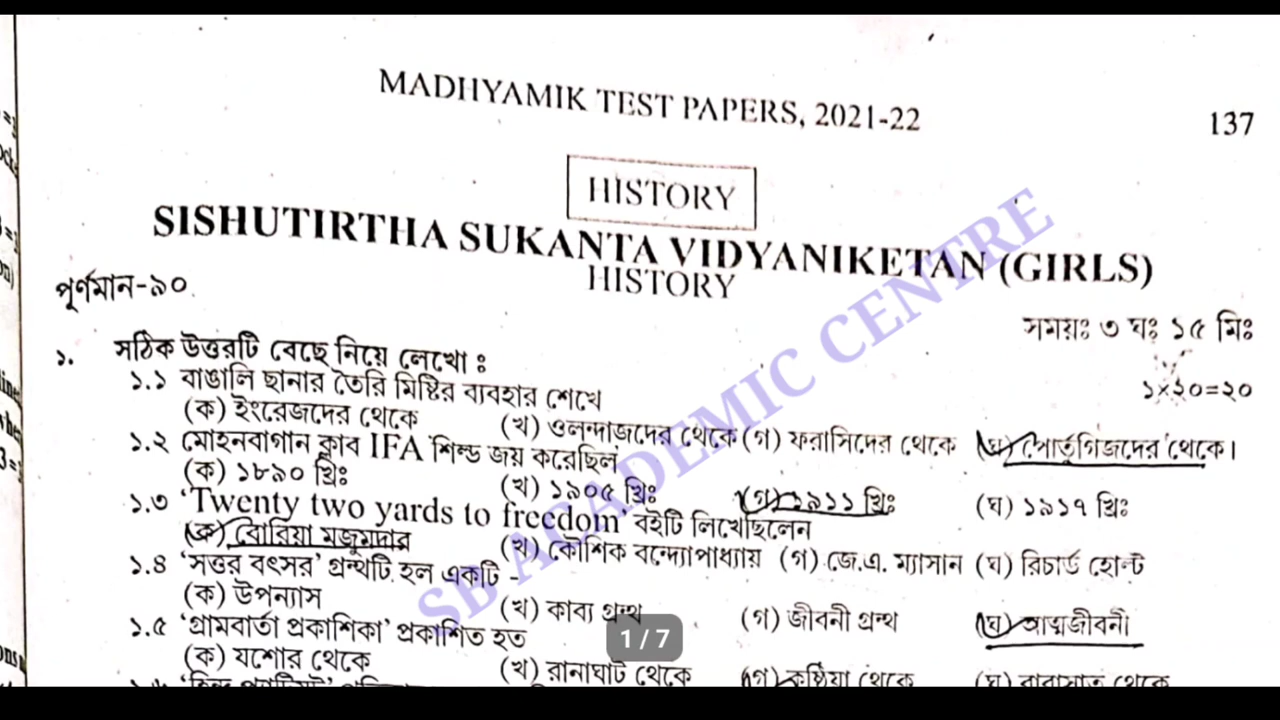 MADHYAMIK TEST PAPERS, 2021-22
137
HISTORY
SISHUTIRTHA SUKANTA VIDYANIKETAN (GIRLS)
HISTORY
পূর্ণমান-৯০
সময়ঃ ৩ ঘঃ ১৫ মিঃ
১. সঠিক উত্তরটি বেছে নিয়ে লেখো ঃ
১×২০=২০
১.১ বাঙালি ছানার তৈরি মিষ্টির ব্যবহার শেখে
(ক) ইংরেজদের থেকে (খ) ওলন্দাজদের থেকে (গ) ফরাসিদের থেকে (ঘ) পোর্তুগিজদের থেকে।
১.২ মোহনবাগান ক্লাব IFA শিল্ড জয় করেছিল
(ক) ১৮৯০ খ্রিঃ (খ) ১৯০৫ খ্রিঃ (গ) ১৯১১ খ্রিঃ (ঘ) ১৯১৭ খ্রিঃ
১.৩ 'Twenty two yards to freedom' বইটি লিখেছিলেন
(ক) বোরিয়া মজুমদার (খ) কৌশিক বন্দ্যোপাধ্যায় (গ) জে.এ. ম্যাসান (ঘ) রিচার্ড হোল্ট
১.৪ 'সত্তর বৎসর' গ্রন্থটি হল একটি -
(ক) উপন্যাস (খ) কাব্য গ্রন্থ (গ) জীবনী গ্রন্থ (ঘ) আত্মজীবনী
১.৫ 'গ্রামবার্তা প্রকাশিকা' প্রকাশিত হত
(ক) যশোর থেকে (খ) রানাঘাট থেকে (গ) কুষ্ঠিয়া থেকে (ঘ) বারাসাত থেকে
SB ACADEMIC CENTRE
1 / 7